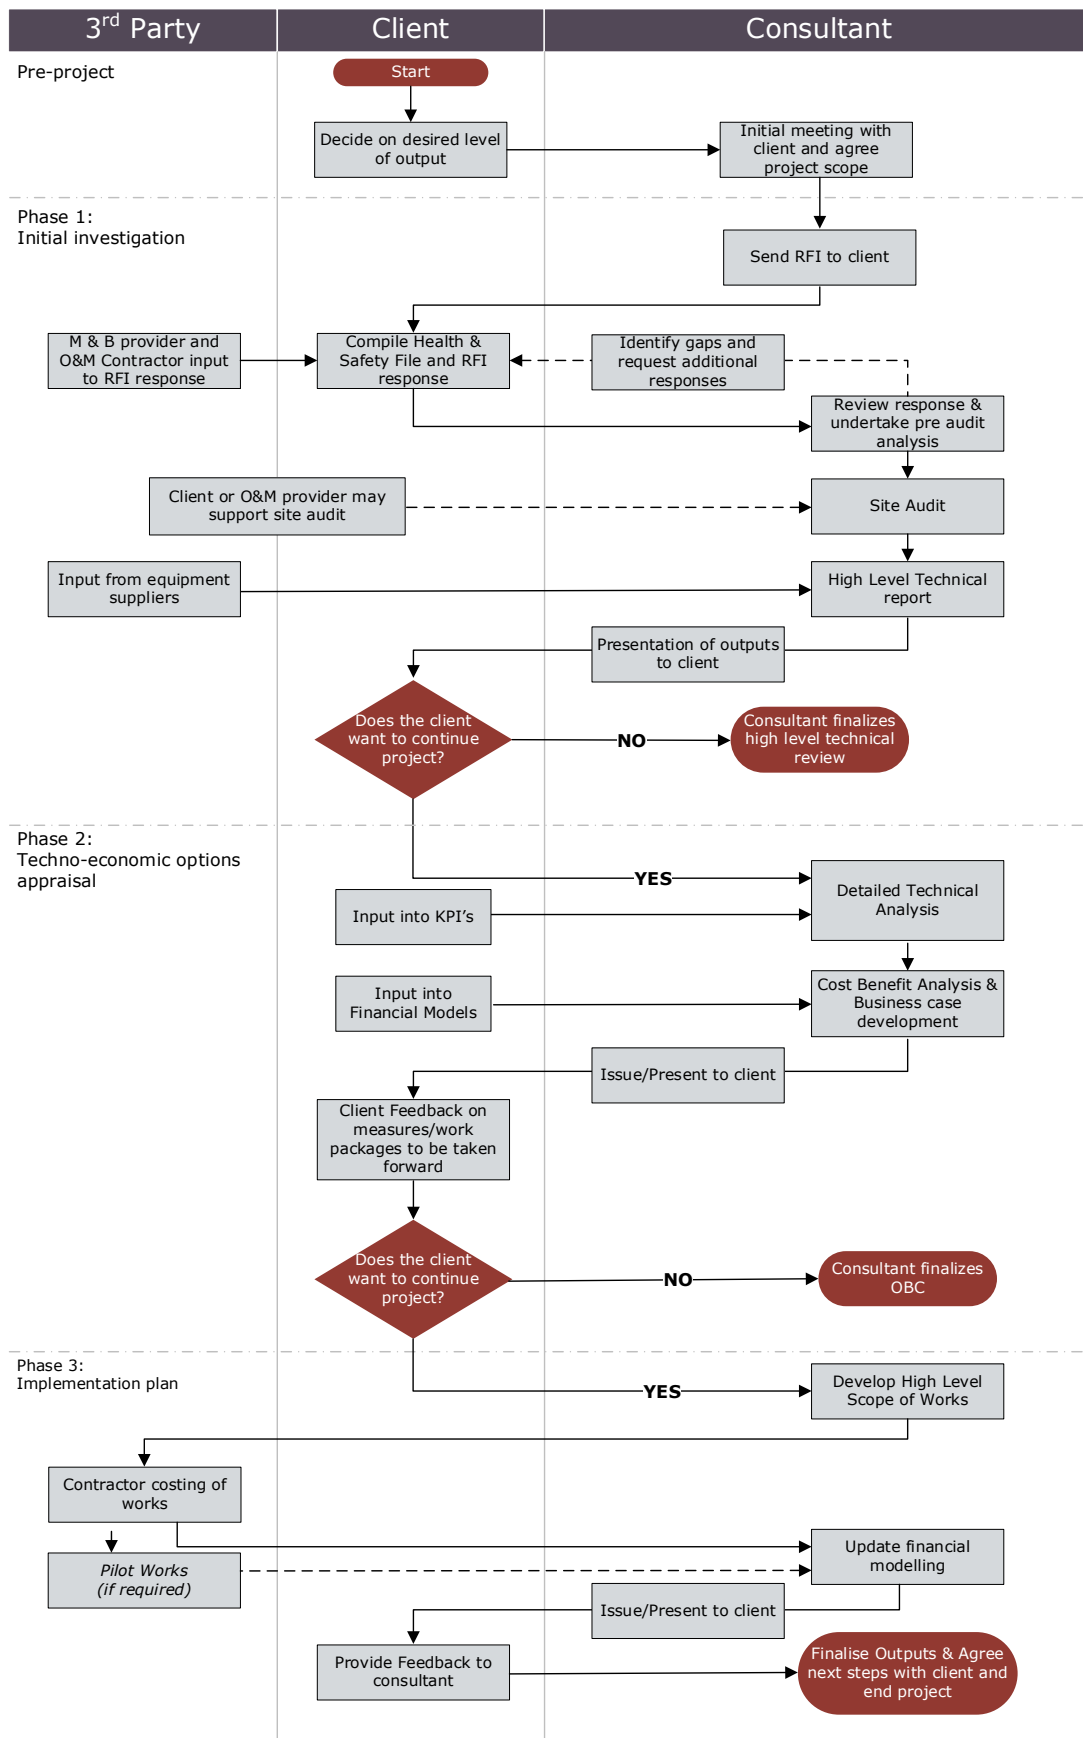 3rd Party
Client
Consultant
Pre-project
Start
Decide on desired level
of output
Initial meeting with
client and agree
project scope
Phase 1:
Initial investigation
Send RFI to client
M & B provider and
O&M Contractor input
to RFI response
Compile Health &
Safety File and RFI
response
Identify gaps and
request additional
responses
Review response &
undertake pre audit
analysis
Client or O&M provider may
support site audit
Site Audit
Input from equipment
suppliers
High Level Technical
report
Presentation of outputs
to client
Does the client
want to continue
project?
NO
Consultant finalizes
high level technical
review
Phase 2:
Techno-economic options
appraisal
YES
Detailed Technical
Analysis
Input into KPI’s
Input into
Financial Models
Cost Benefit Analysis &
Business case
development
Issue/Present to client
Client Feedback on
measures/work
packages to be taken
forward
Does the client
want to continue
project?
NO
Consultant finalizes
OBC
Phase 3:
Implementation plan
YES
Develop High Level
Scope of Works
Contractor costing of
works
Update financial
modelling
Pilot Works
(if required)
Issue/Present to client
Provide Feedback to
consultant
Finalise Outputs & Agree
next steps with client and
end project